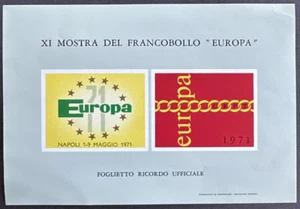 XI MOSTRA DEL FRANCOBOLLO "EUROPA"
71
Europa
NAPOLI 1-9 MAGGIO 1971
europa
1971
FOGLIETTO RICORDO UFFICIALE